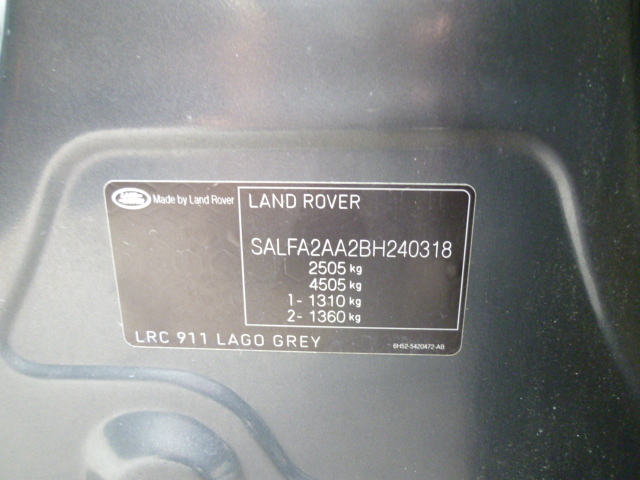 Made by Land Rover
LAND ROVER
SALFA2AA2BH240318
2505 kg
4505 kg
1- 1310 kg
2- 1360 kg
LRC 911 LAGO GREY
6H52-5420472-AB